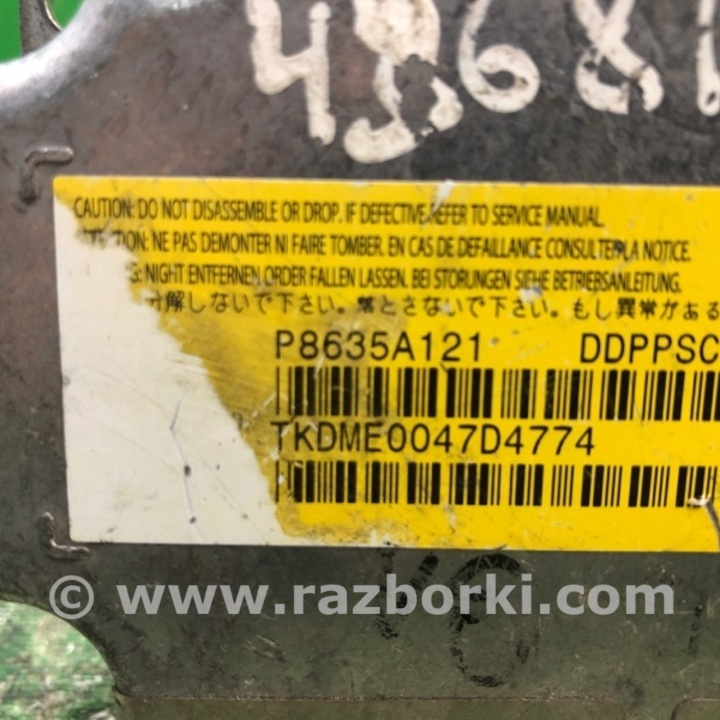 CAUTION: DO NOT DISASSEMBLE OR DROP. IF DEFECTIVE REFER TO SERVICE MANUAL.
NE PAS DEMONTER NI FAIRE TOMBER. EN CAS DE DEFAILLANCE CONSULTER LA NOTICE.
NIGHT ENTFERNEN ORDER FALLEN LASSEN. BEI STORUNGEN SIEHE BETRIEBSANLEITUNG.
分解しないで下さい。落とさないで下さい。もし異常がある
P8635A121 DDPPSC
TKDME0047D4774
© www.razborki.com